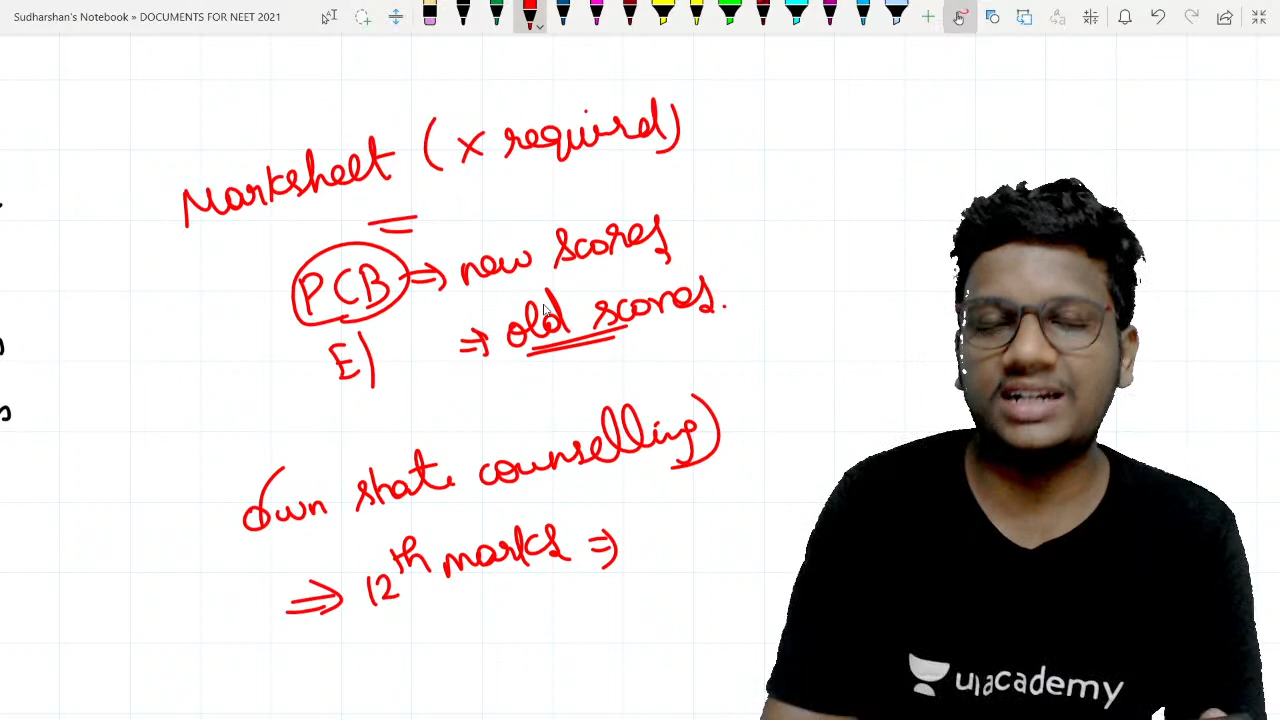 Sudharshan's Notebook » DOCUMENTS FOR NEET 2021
Marksheet (x required)
PCB ⇒ new scores
⇒ old scores.
E|
(own state counselling)
⇒ 12th marks ⇒
unacademy